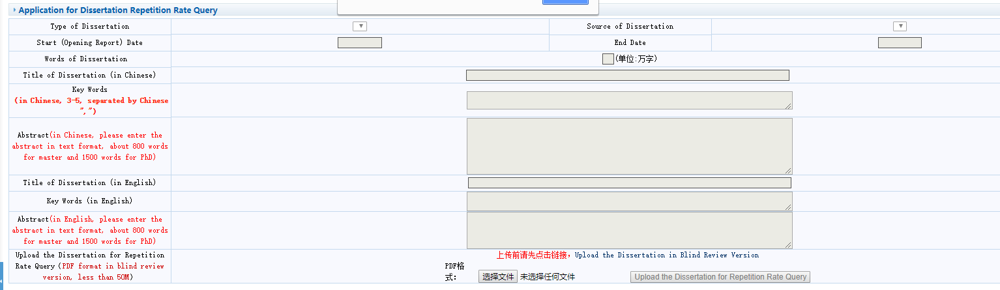 Application for Dissertation Repetition Rate Query
Type of Dissertation
Source of Dissertation
Start (Opening Report) Date
End Date
Words of Dissertation
(单位:万字)
Title of Dissertation (in Chinese)
Key Words
(in Chinese, 3-5, separated by Chinese
",")
Abstract(in Chinese, please enter the
abstract in text format, about 800 words
for master and 1500 words for PhD)
Title of Dissertation (in English)
Key Words (in English)
Abstract(in English, please enter the
abstract in text format, about 800 words
for master and 1500 words for PhD)
Upload the Dissertation for Repetition
Rate Query (PDF format in blind review
version, less than 50M)
上传前请先点击链接, Upload the Dissertation in Blind Review Version
PDF格
式:
选择文件 未选择任何文件
Upload the Dissertation for Repetition Rate Query